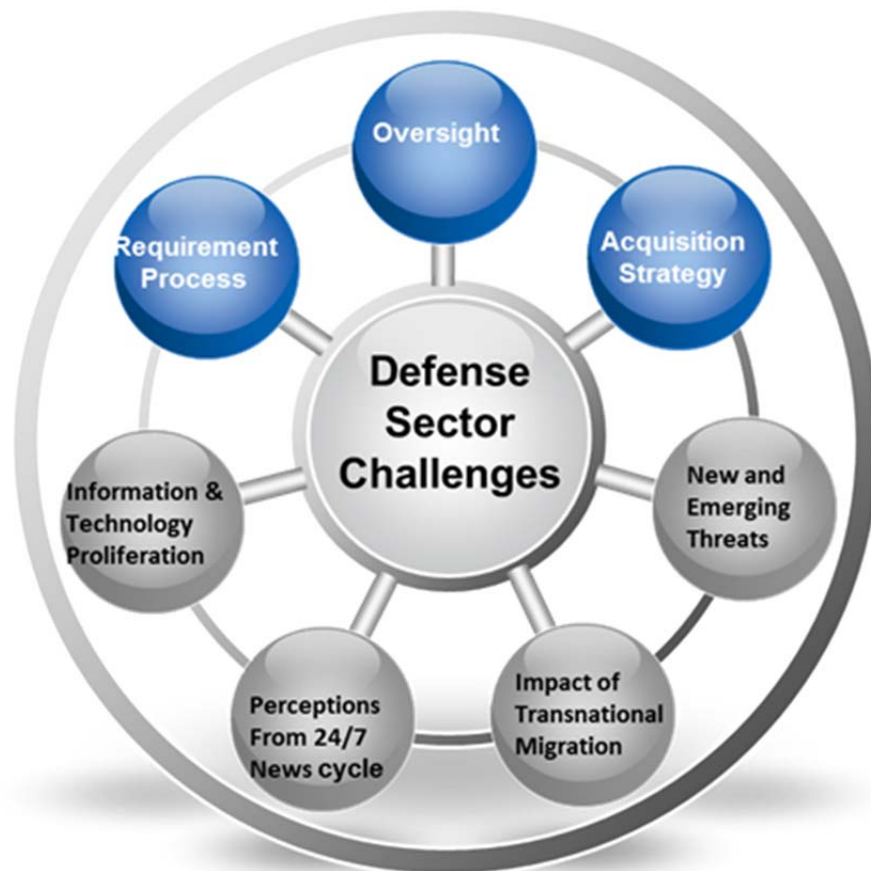 Oversight
Requirement
Process
Acquisition
Strategy
Defense
Sector
Challenges
Information &
Technology
Proliferation
New and
Emerging
Threats
Perceptions
From 24/7
News cycle
Impact of
Transnational
Migration